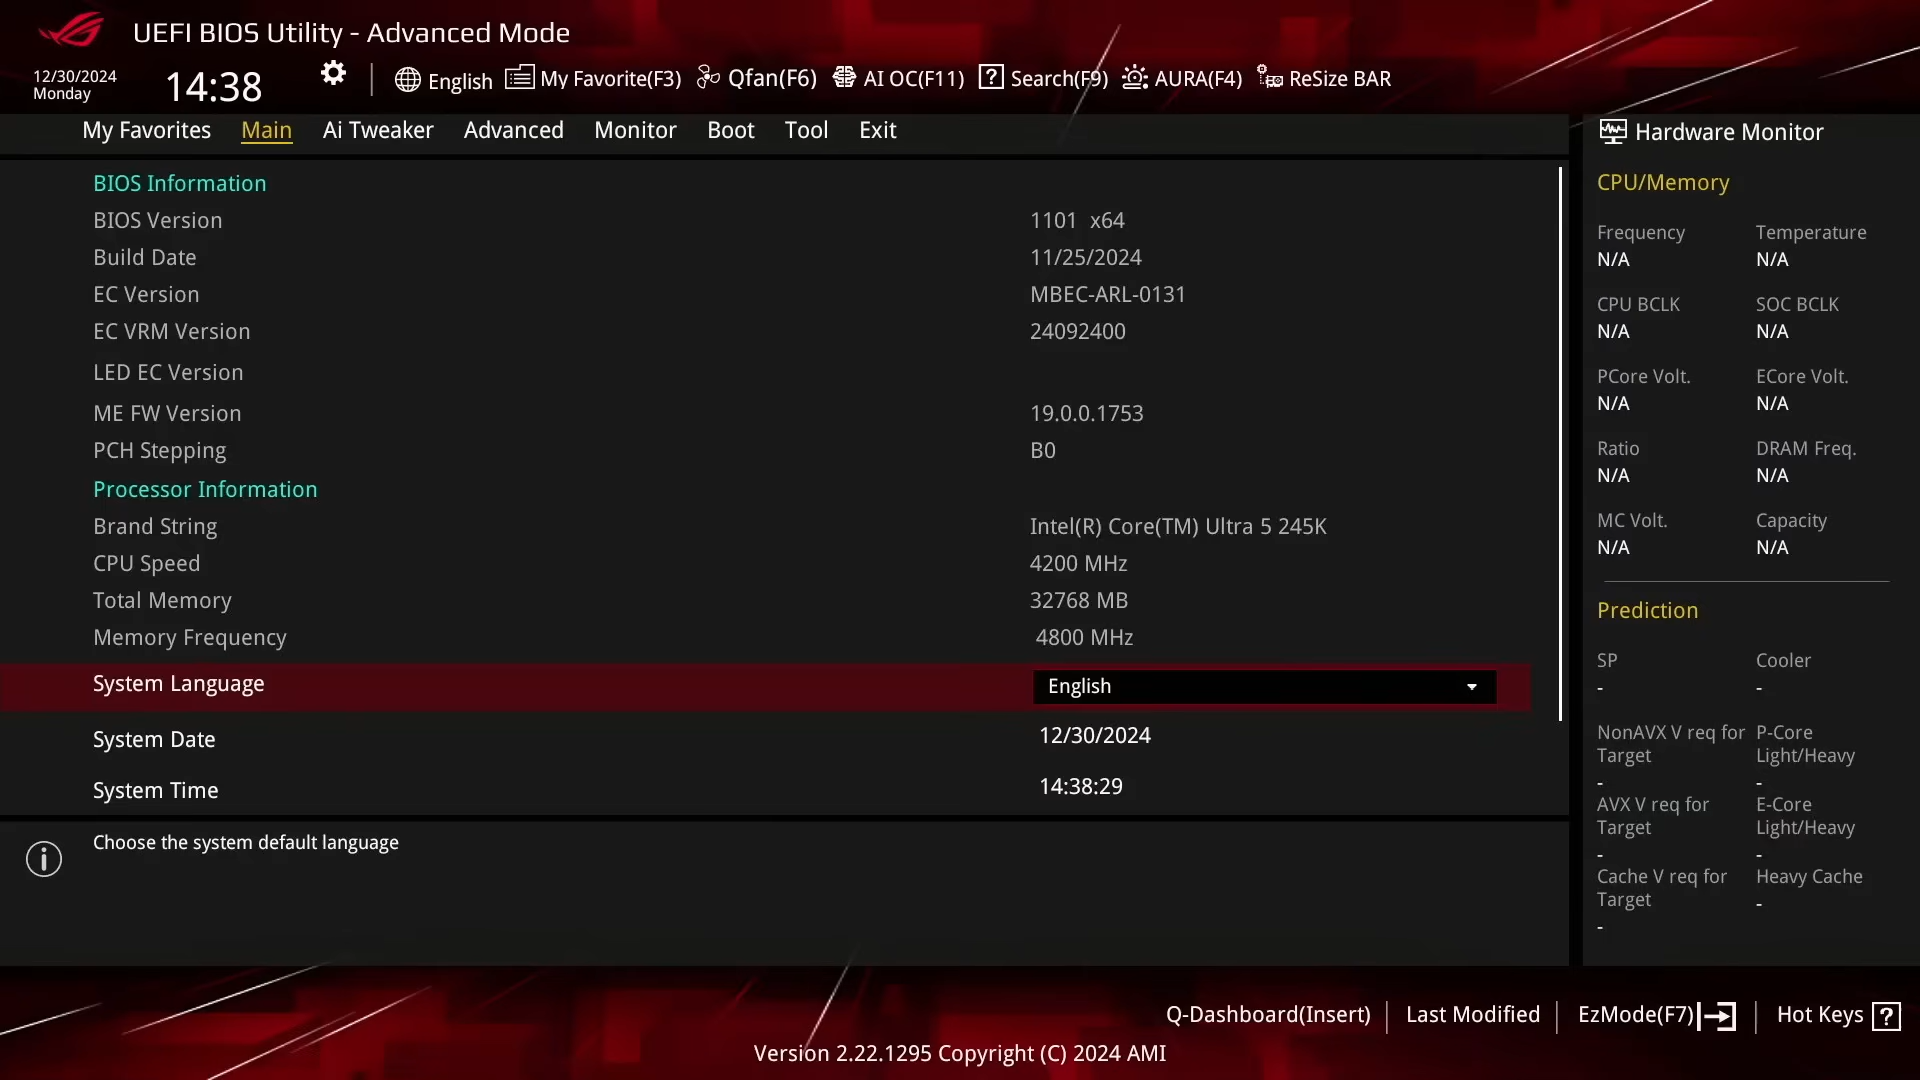 UEFI BIOS Utility - Advanced Mode
12/30/2024
Monday
14:38
English
My Favorite(F3)
Qfan(F6)
AI OC(F11)
Search(F9)
AURA(F4)
ReSize BAR
My Favorites
Main
Ai Tweaker
Advanced
Monitor
Boot
Tool
Exit
BIOS Information
BIOS Version 1101 x64
Build Date 11/25/2024
EC Version MBEC-ARL-0131
EC VRM Version 24092400
LED EC Version
ME FW Version 19.0.0.1753
PCH Stepping B0
Processor Information
Brand String Intel(R) Core(TM) Ultra 5 245K
CPU Speed 4200 MHz
Total Memory 32768 MB
Memory Frequency 4800 MHz
System Language English
System Date 12/30/2024
System Time 14:38:29
Choose the system default language
Hardware Monitor
CPU/Memory
Frequency Temperature
N/A N/A
CPU BCLK SOC BCLK
N/A N/A
PCore Volt. ECore Volt.
N/A N/A
Ratio DRAM Freq.
N/A N/A
MC Volt. Capacity
N/A N/A
Prediction
SP Cooler
- -
NonAVX V req for P-Core
Target Light/Heavy
- -
AVX V req for E-Core
Target Light/Heavy
- -
Cache V req for Heavy Cache
Target -
-
Q-Dashboard(Insert)
Last Modified
EzMode(F7)
Hot Keys ?
Version 2.22.1295 Copyright (C) 2024 AMI